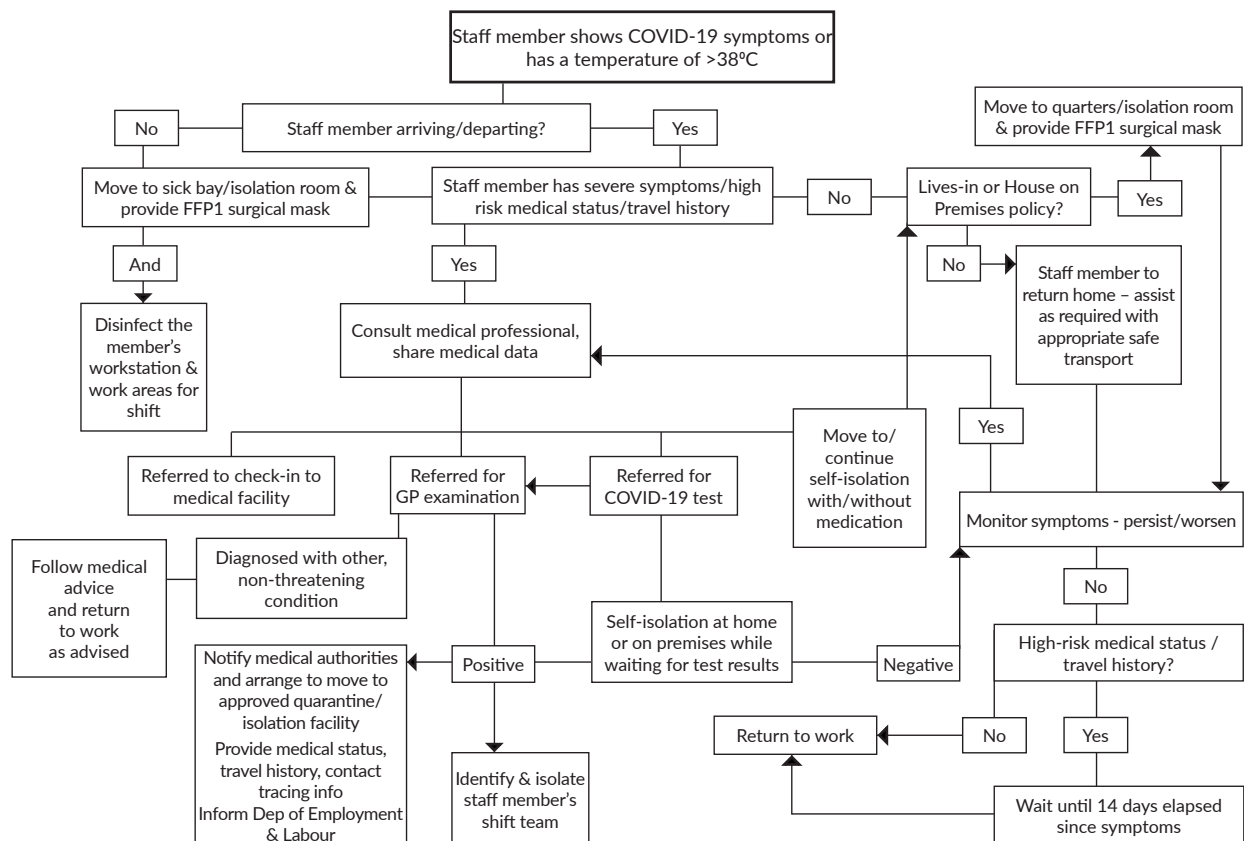 Staff member shows COVID-19 symptoms or
has a temperature of >38⁰C
No
Staff member arriving/departing?
Yes
Move to quarters/isolation room
& provide FFP1 surgical mask
Move to sick bay/isolation room &
provide FFP1 surgical mask
Staff member has severe symptoms/high
risk medical status/travel history
No
Lives-in or House on
Premises policy?
Yes
And
Yes
No
Staff member to
return home – assist
as required with
appropriate safe
transport
Disinfect the
member's
workstation &
work areas for
shift
Consult medical professional,
share medical data
Yes
Referred to check-in to
medical facility
Referred for
GP examination
Referred for
COVID-19 test
Move to/
continue
self-isolation
with/without
medication
Monitor symptoms - persist/worsen
Follow medical
advice
and return
to work
as advised
Diagnosed with other,
non-threatening
condition
No
Self-isolation at home
or on premises while
waiting for test results
High-risk medical status /
travel history?
Notify medical authorities
and arrange to move to
approved quarantine/
isolation facility
Provide medical status,
travel history, contact
tracing info
Inform Dep of Employment
& Labour
Positive
Negative
Return to work
No
Yes
Identify & isolate
staff member's
shift team
Wait until 14 days elapsed
since symptoms